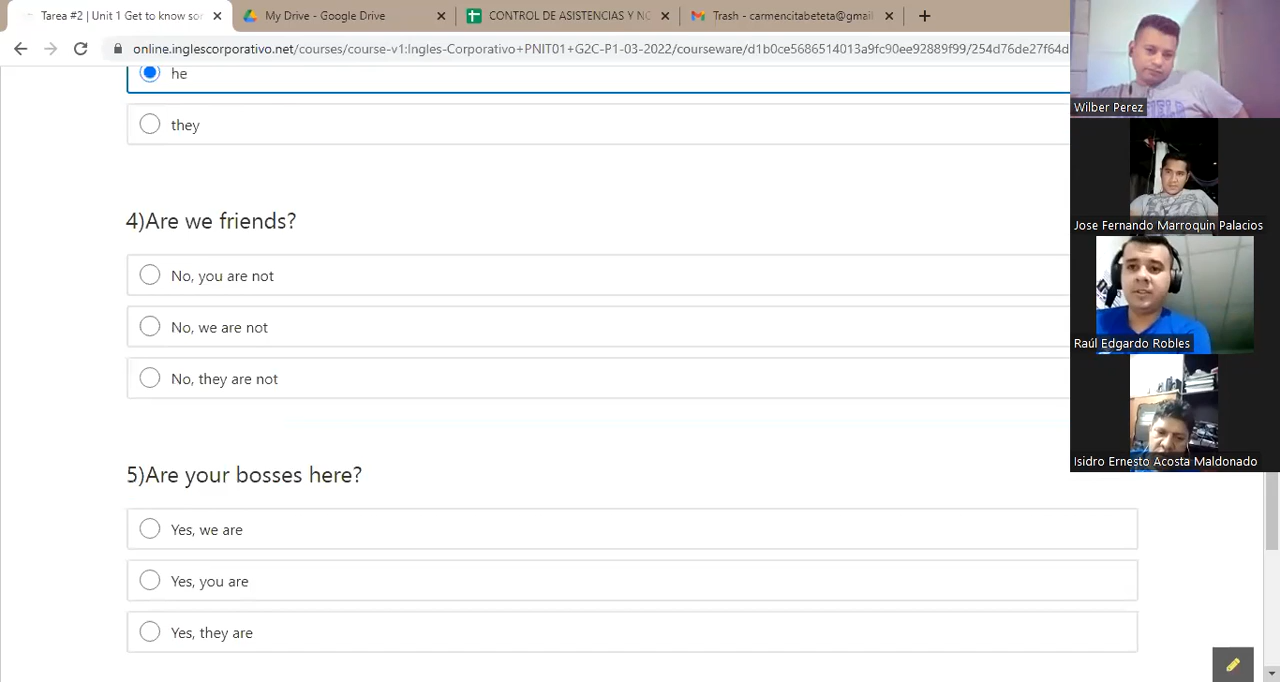 Tarea #2 | Unit 1 Get to know sor
My Drive - Google Drive
CONTROL DE ASISTENCIAS Y NO
Trash - carmencitabeteta@gmail
online.inglescorporativo.net/courses/course-v1:Ingles-Corporativo+PNIT01+G2C-P1-03-2022/courseware/d1b0ce5686514013a9fc90ee92889f99/254d76de27f64d
he
they
Wilber Perez
4)Are we friends?
Jose Fernando Marroquin Palacios
No, you are not
No, we are not
Raúl Edgardo Robles
No, they are not
5)Are your bosses here?
Isidro Ernesto Acosta Maldonado
Yes, we are
Yes, you are
Yes, they are